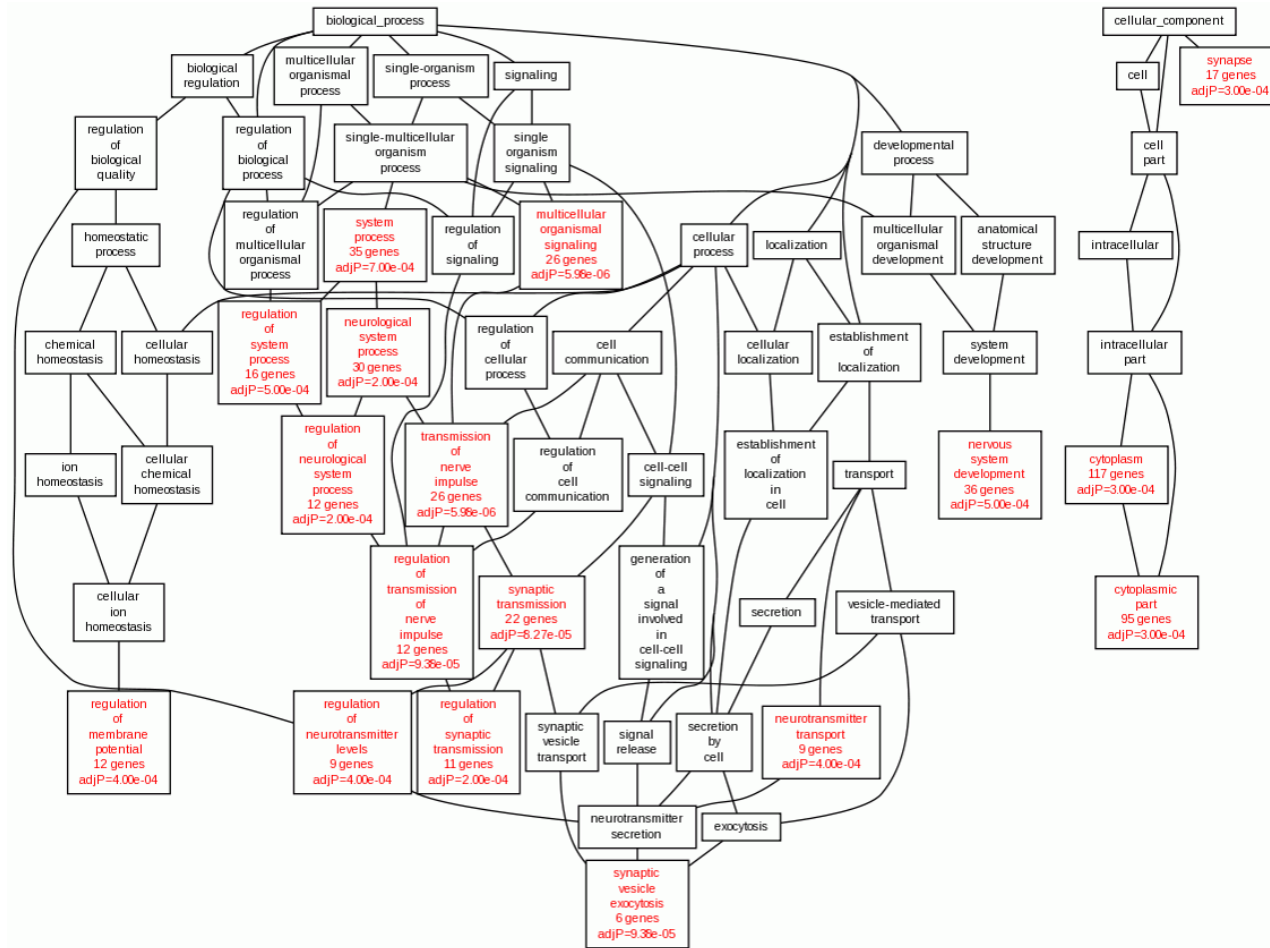 biological_process
cellular_component
biological
regulation
multicellular
organismal
process
single-organism
process
signaling
cell
synapse
17 genes
adjP=3.00e-04
regulation
of
biological
quality
regulation
of
biological
process
single-multicellular
organism
process
single
organism
signaling
developmental
process
cell
part
homeostatic
process
regulation
of
multicellular
organismal
process
system
process
35 genes
adjP=7.00e-04
regulation
of
signaling
multicellular
organismal
signaling
26 genes
adjP=5.98e-06
cellular
process
localization
multicellular
organismal
development
anatomical
structure
development
intracellular
chemical
homeostasis
cellular
homeostasis
regulation
of
system
process
16 genes
adjP=5.00e-04
neurological
system
process
30 genes
adjP=2.00e-04
regulation
of
cellular
process
cell
communication
cellular
localization
establishment
of
localization
system
development
intracellular
part
ion
homeostasis
cellular
chemical
homeostasis
regulation
of
neurological
system
process
12 genes
adjP=2.00e-04
transmission
of
nerve
impulse
26 genes
adjP=5.98e-06
regulation
of
cell
communication
cell-cell
signaling
establishment
of
localization
in
cell
transport
nervous
system
development
36 genes
adjP=5.00e-04
cytoplasm
117 genes
adjP=3.00e-04
cellular
ion
homeostasis
regulation
of
transmission
of
nerve
impulse
12 genes
adjP=9.38e-05
synaptic
transmission
22 genes
adjP=8.27e-05
generation
of
a
signal
involved
in
cell-cell
signaling
secretion
vesicle-mediated
transport
cytoplasmic
part
95 genes
adjP=3.00e-04
regulation
of
membrane
potential
12 genes
adjP=4.00e-04
regulation
of
neurotransmitter
levels
9 genes
adjP=4.00e-04
regulation
of
synaptic
transmission
11 genes
adjP=2.00e-04
synaptic
vesicle
transport
signal
release
secretion
by
cell
neurotransmitter
transport
9 genes
adjP=4.00e-04
neurotransmitter
secretion
exocytosis
synaptic
vesicle
exocytosis
6 genes
adjP=9.38e-05